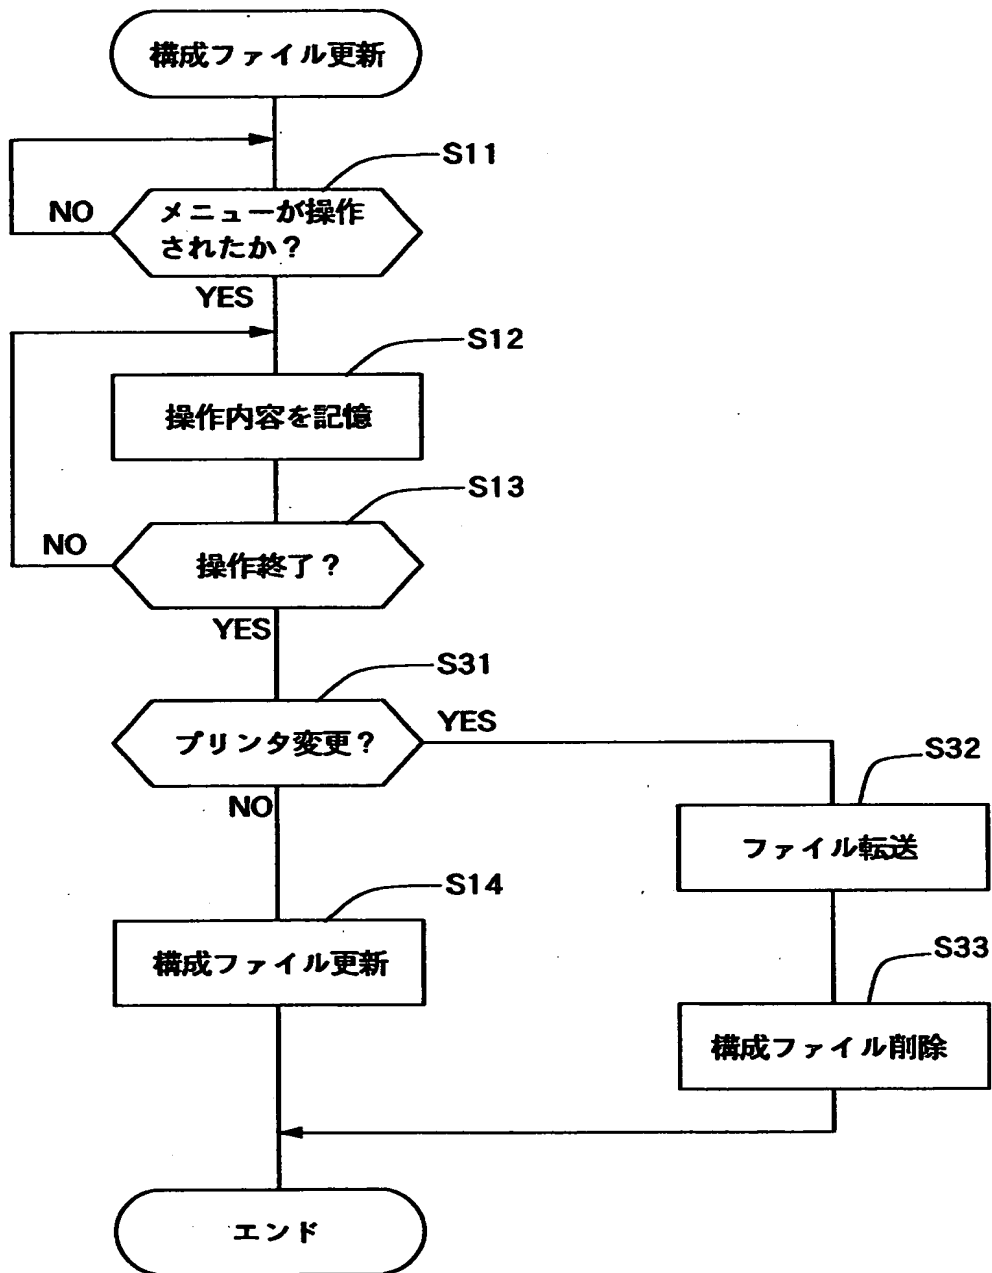 構成ファイル更新
S11
NO
メニューが操作
されたか？
YES
S12
操作内容を記憶
S13
NO
操作終了？
YES
S31
プリンタ変更？
YES
NO
S32
ファイル転送
S14
構成ファイル更新
S33
構成ファイル削除
エンド